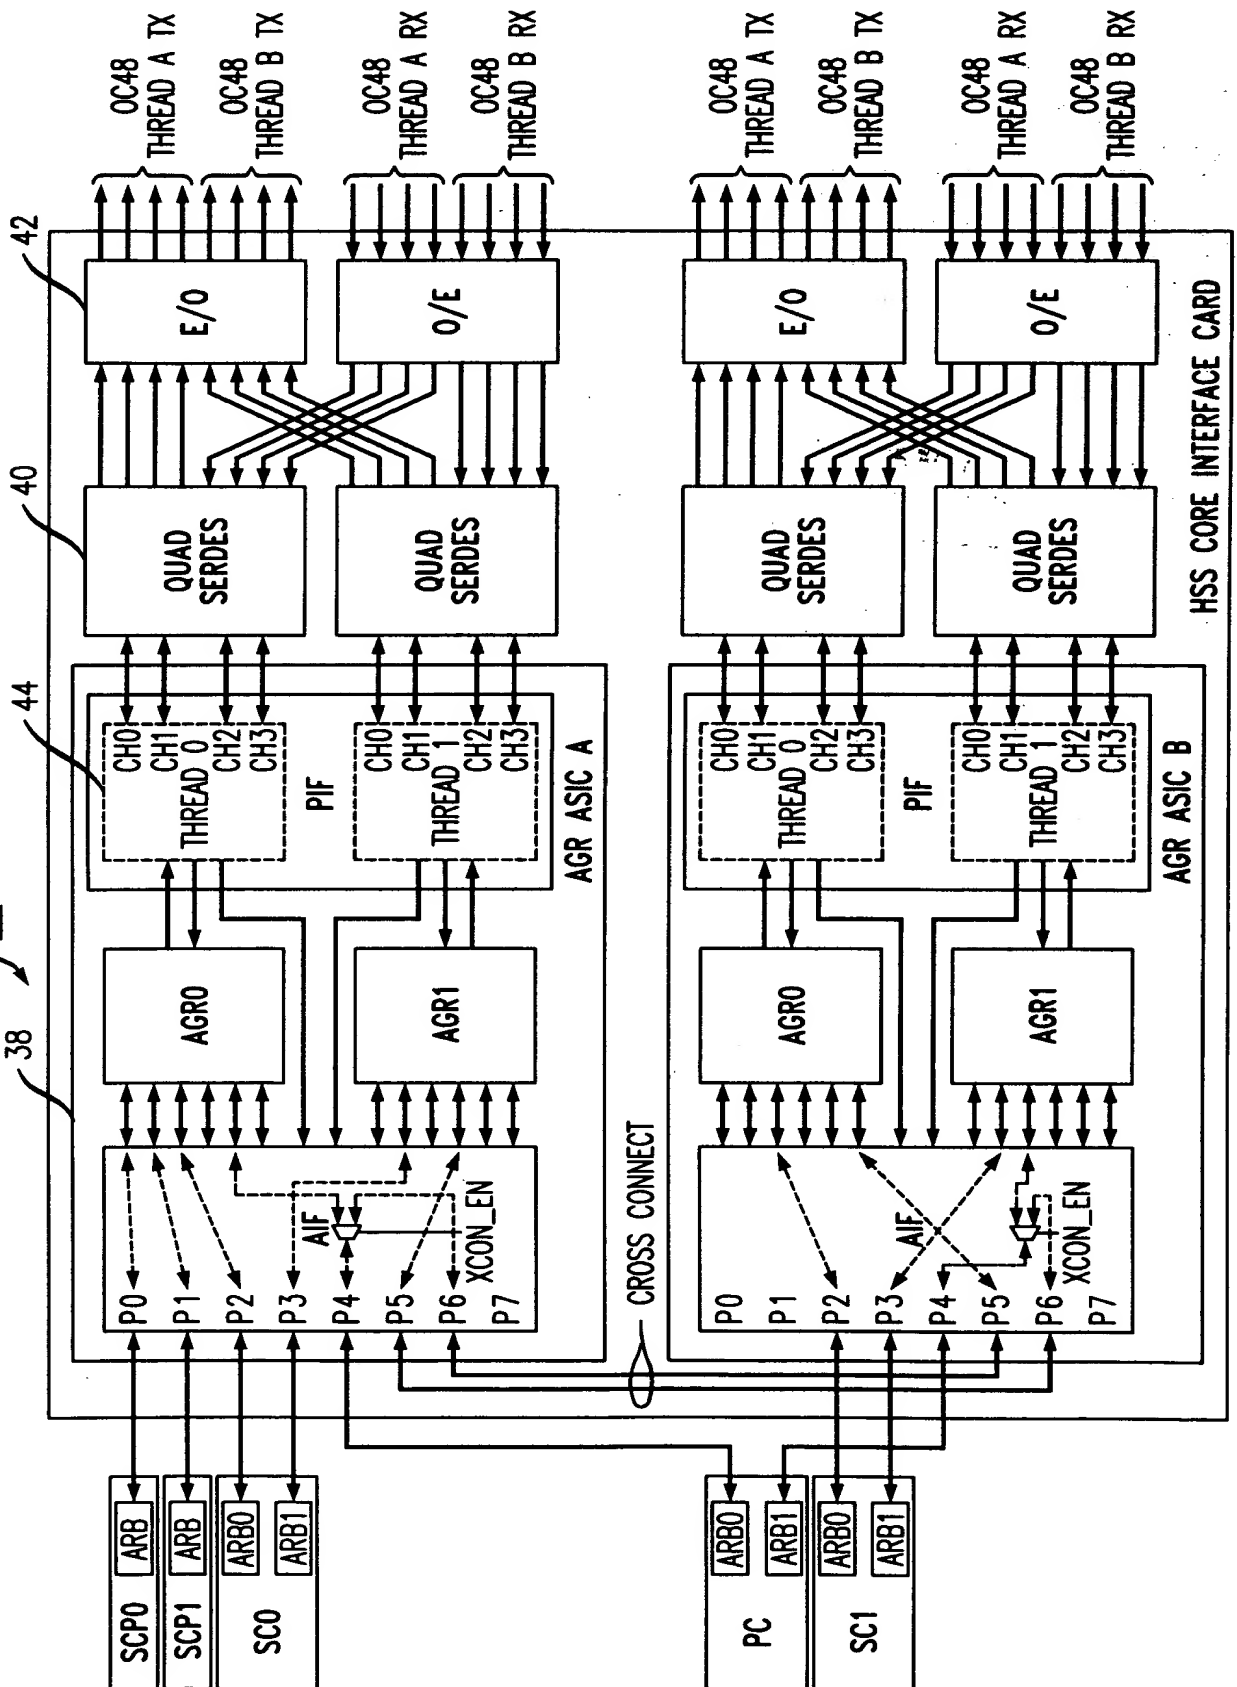 OC48
THREAD A TX
OC48
THREAD B TX
OC48
THREAD A RX
OC48
THREAD B RX
OC48
THREAD A TX
OC48
THREAD B TX
OC48
THREAD A RX
OC48
THREAD B RX
42
E/O
O/E
E/O
O/E
HSS CORE INTERFACE CARD
40
QUAD
SERDES
QUAD
SERDES
QUAD
SERDES
QUAD
SERDES
44
CH0
CH1
THREAD 0
CH2
CH3
PIF
CH0
CH1
THREAD 1
CH2
CH3
AGR ASIC A
CH0
CH1
THREAD 0
CH2
CH3
PIF
CH0
CH1
THREAD 1
CH2
CH3
AGR ASIC B
38
AGR0
AGR1
AGR0
AGR1
AIF
XCON_EN
P0
P1
P2
P3
P4
P5
P6
P7
CROSS CONNECT
AIF
XCON_EN
P0
P1
P2
P3
P4
P5
P6
P7
ARB
SCP0
ARB
SCP1
ARB0
ARB1
SC0
ARB0
ARB1
PC
ARB0
ARB1
SC1